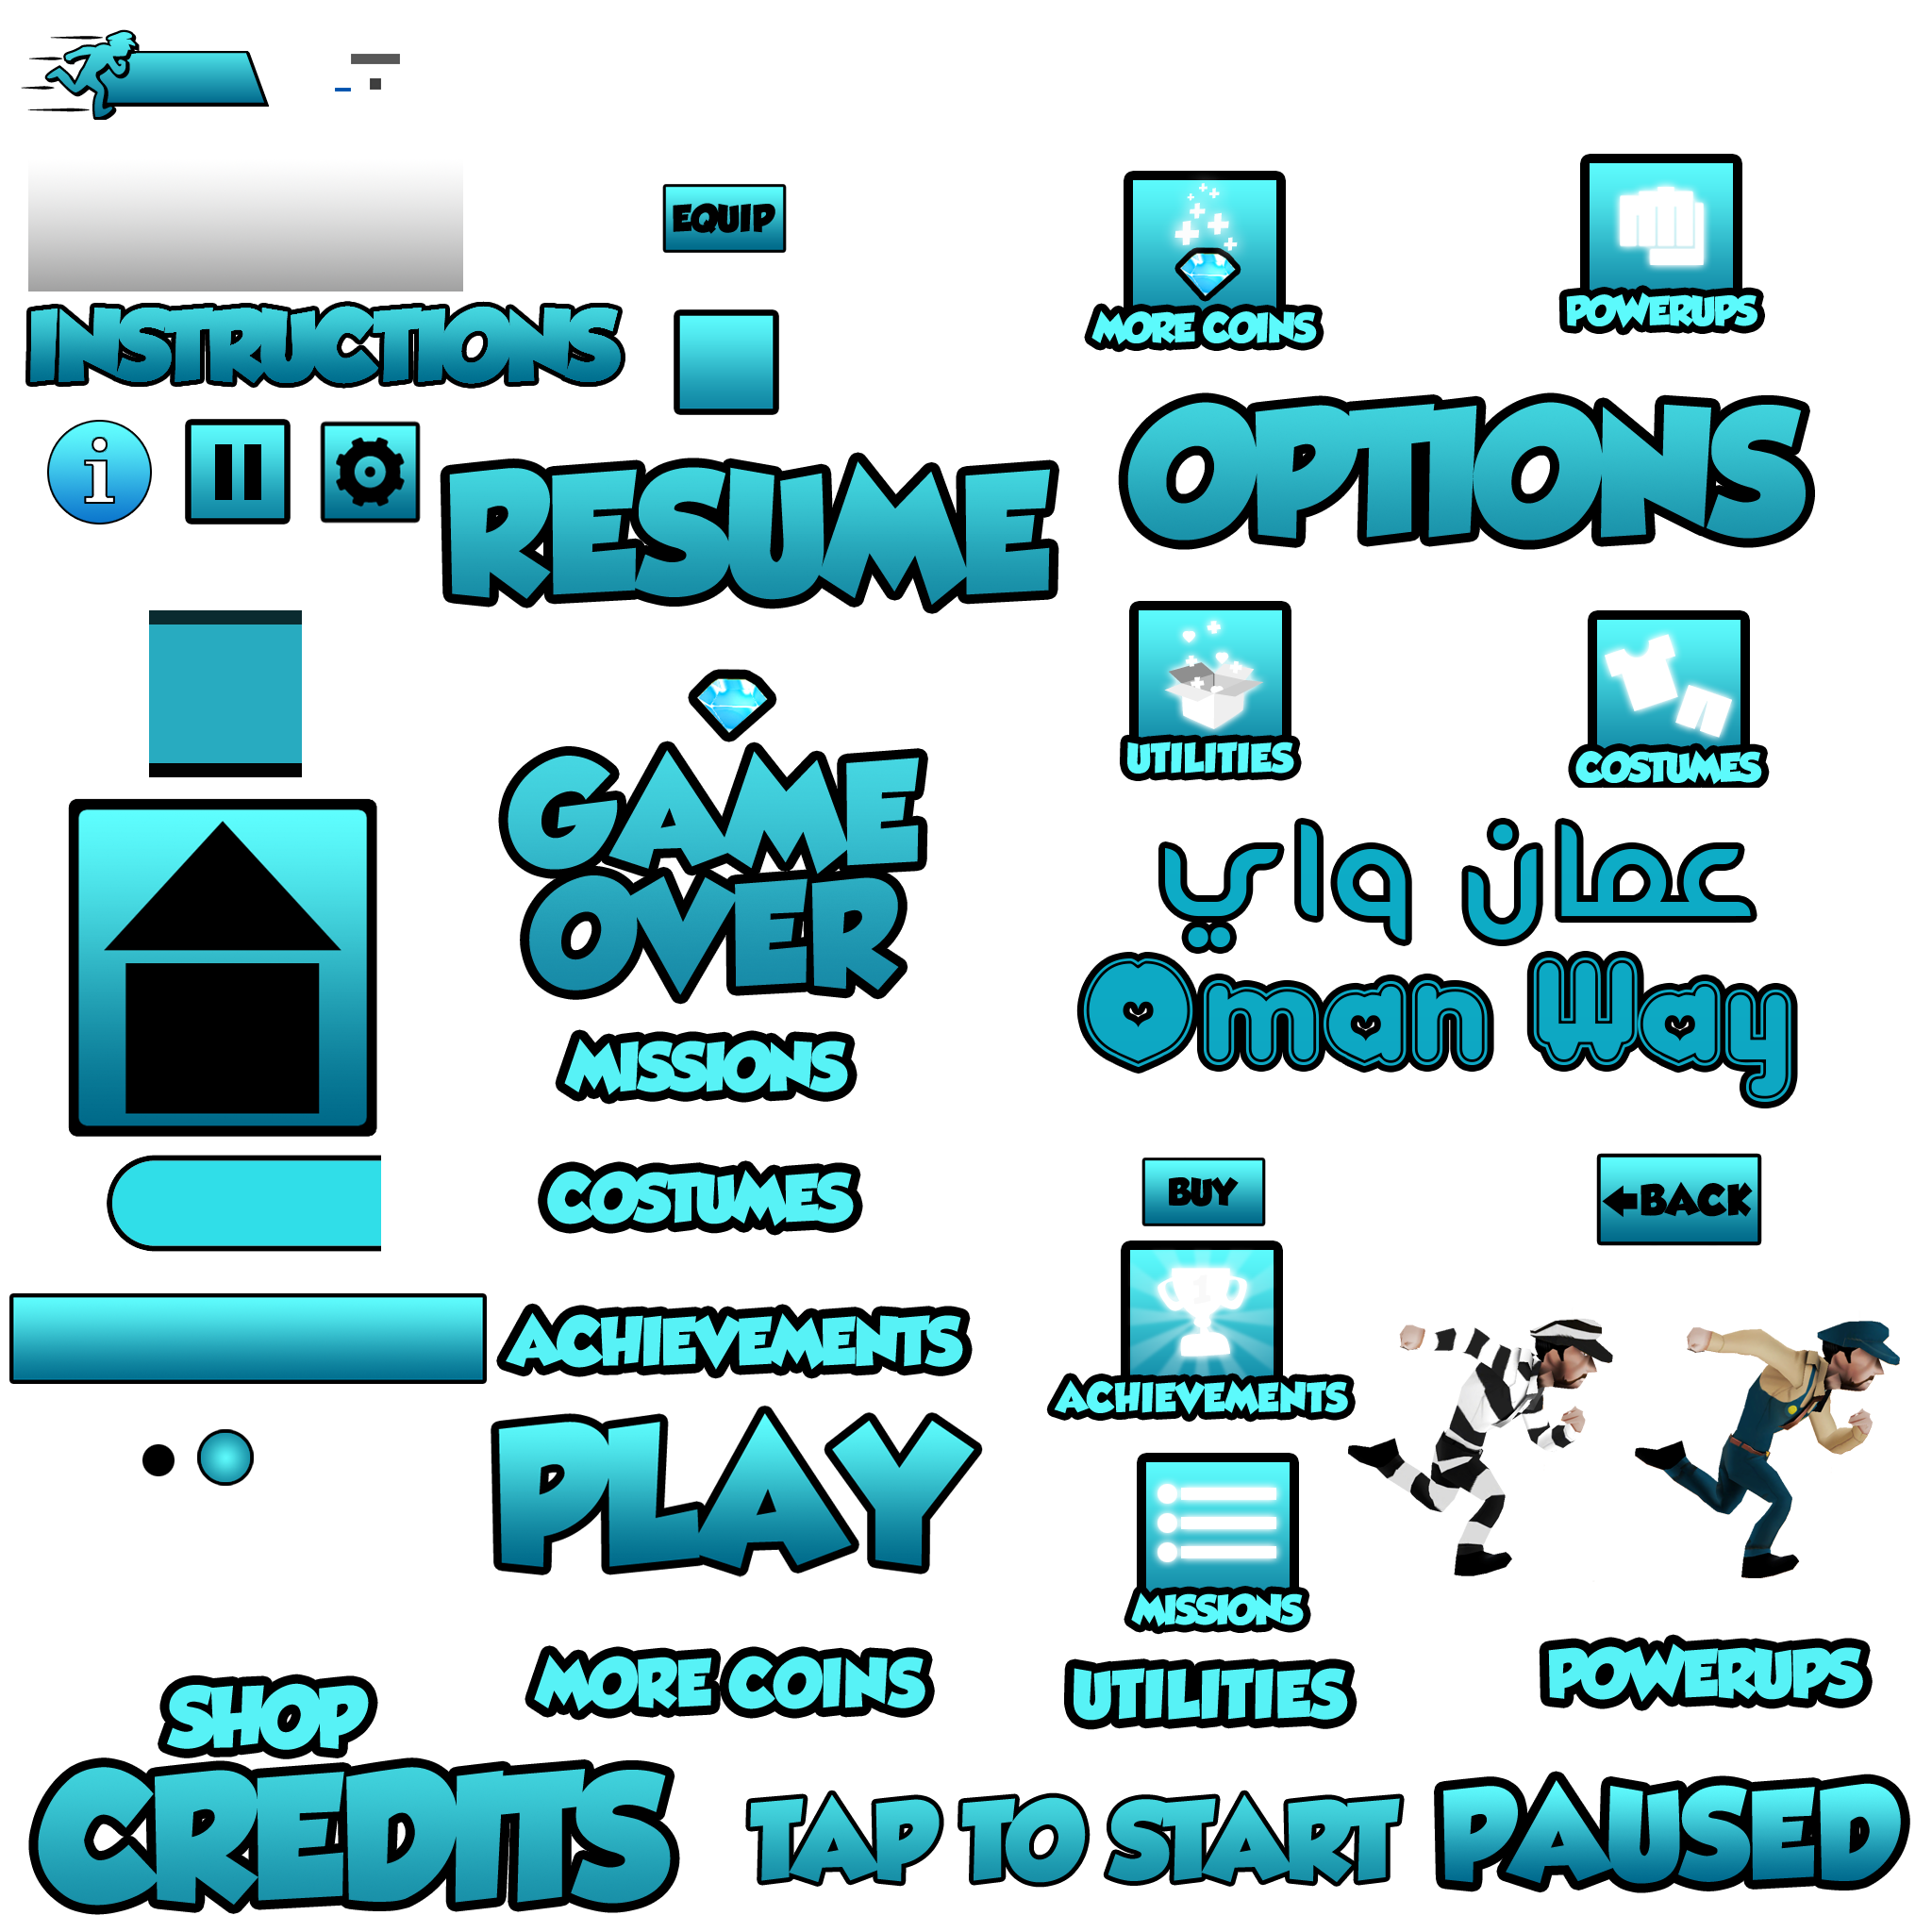 EQUIP
MORE COINS
POWERUPS
INSTRUCTIONS
i
RESUME
OPTIONS
UTILITIES
COSTUMES
GAME
OVER
عمان واي
Oman Way
MISSIONS
COSTUMES
BUY
BACK
ACHIEVEMENTS
1
ACHIEVEMENTS
PLAY
MISSIONS
MORE COINS
UTILITIES
POWERUPS
SHOP
CREDITS
TAP TO START
PAUSED